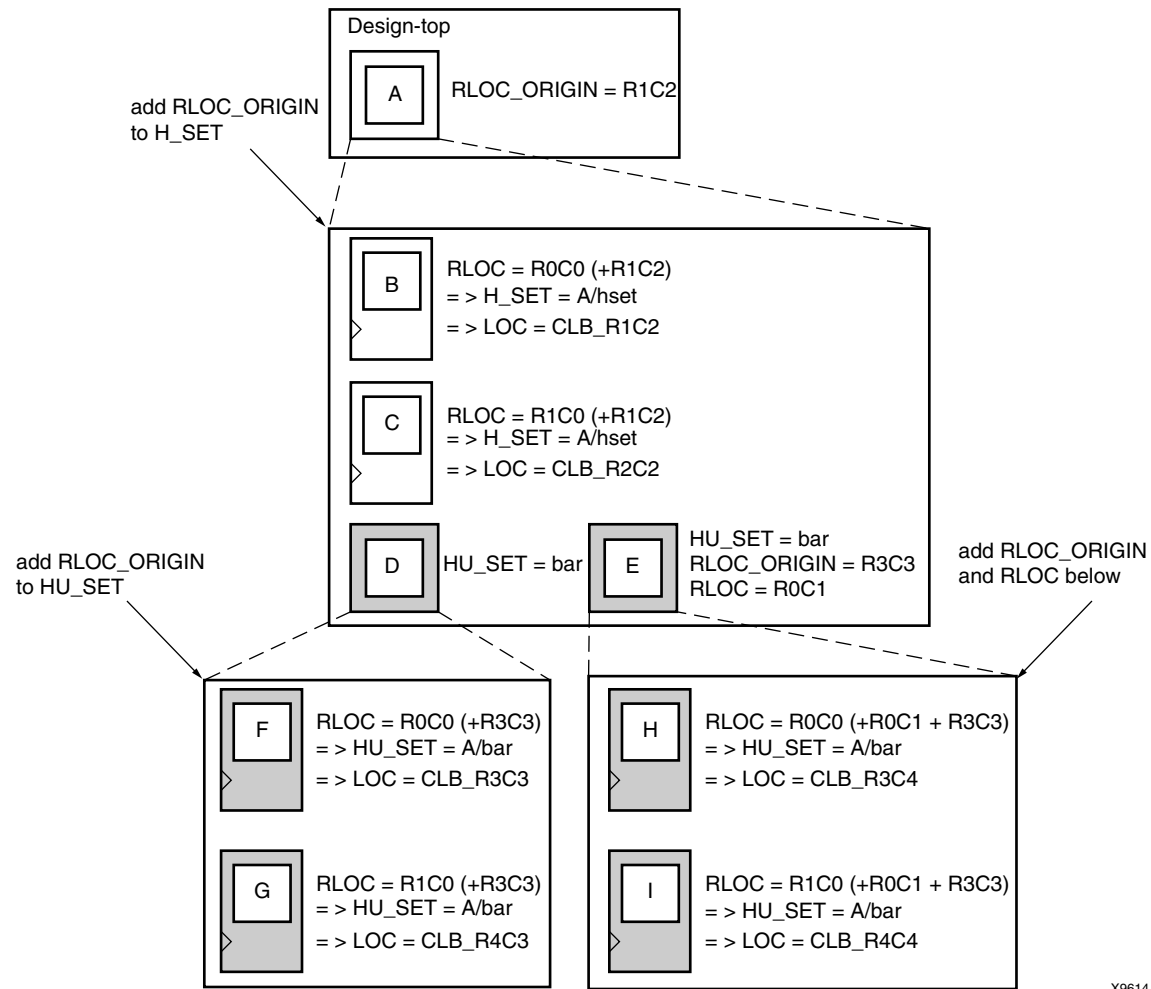 Design-top
A
RLOC_ORIGIN = R1C2
add RLOC_ORIGIN
to H_SET
B
RLOC = R0C0 (+R1C2)
= > H_SET = A/hset
= > LOC = CLB_R1C2
C
RLOC = R1C0 (+R1C2)
= > H_SET = A/hset
= > LOC = CLB_R2C2
add RLOC_ORIGIN
to HU_SET
D
HU_SET = bar
E
HU_SET = bar
RLOC_ORIGIN = R3C3
RLOC = R0C1
add RLOC_ORIGIN
and RLOC below
F
RLOC = R0C0 (+R3C3)
= > HU_SET = A/bar
= > LOC = CLB_R3C3
H
RLOC = R0C0 (+R0C1 + R3C3)
= > HU_SET = A/bar
= > LOC = CLB_R3C4
G
RLOC = R1C0 (+R3C3)
= > HU_SET = A/bar
= > LOC = CLB_R4C3
I
RLOC = R1C0 (+R0C1 + R3C3)
= > HU_SET = A/bar
= > LOC = CLB_R4C4
X9614